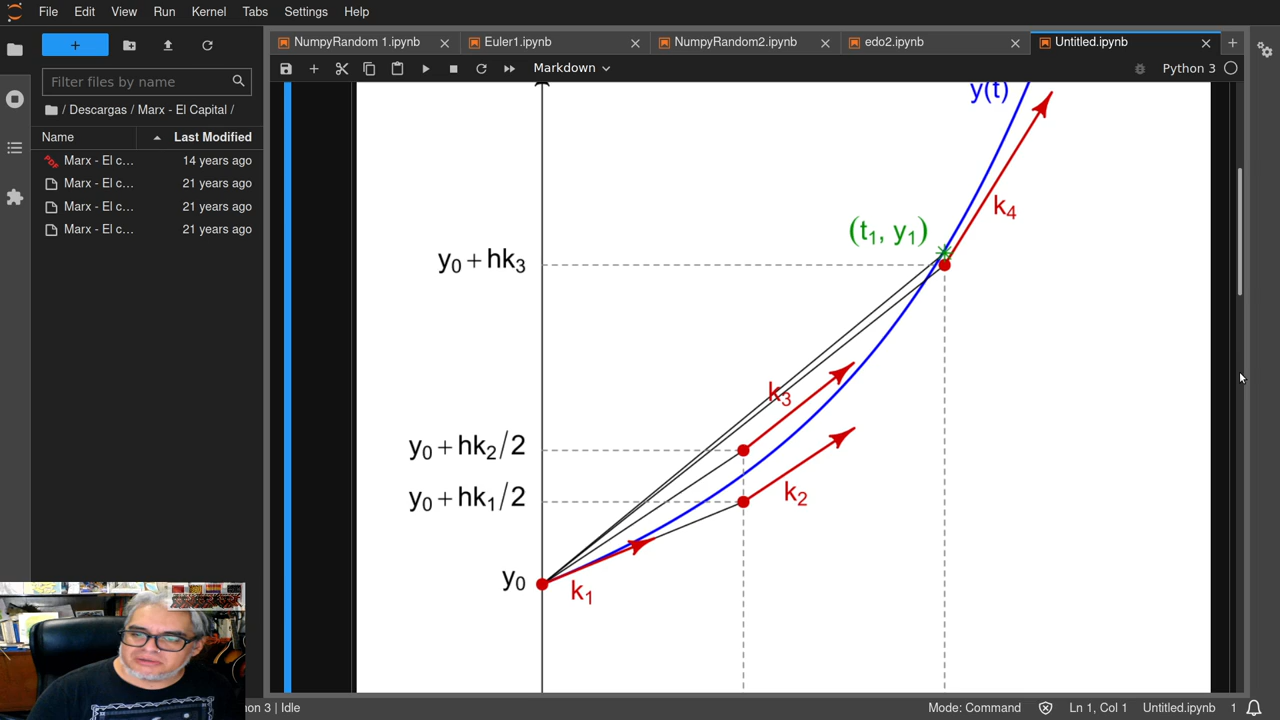 File Edit View Run Kernel Tabs Settings Help
NumpyRandom 1.ipynb Euler1.ipynb NumpyRandom2.ipynb edo2.ipynb Untitled.ipynb
Markdown Python 3
Filter files by name
/ Descargas / Marx - El Capital /
Name Last Modified
Marx - El c... 14 years ago
Marx - El c... 21 years ago
Marx - El c... 21 years ago
Marx - El c... 21 years ago
y(t)
k₄
(t₁, y₁)
y₀ + hk₃
k₃
y₀ + hk₂/2
k₂
y₀ + hk₁/2
y₀
k₁
3 | Idle Mode: Command Ln 1, Col 1 Untitled.ipynb 1